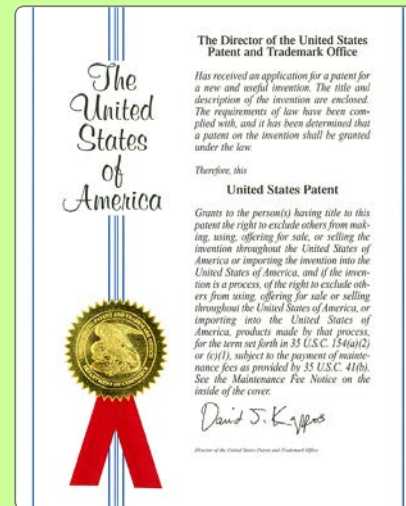 The
United
States
of
America
The Director of the United States
Patent and Trademark Office
Has received an application for a patent for
a new and useful invention. The title and
description of the invention are enclosed.
The requirements of law have been com-
plied with, and it has been determined that
a patent on the invention shall be granted
under the law.
Therefore, this
United States Patent
Grants to the person(s) having title to this
patent the right to exclude others from mak-
ing, using, offering for sale, or selling the
invention throughout the United States of
America or importing the invention into the
United States of America, and if the inven-
tion is a process, of the right to exclude oth-
ers from using, offering for sale or selling
throughout the United States of America, or
importing into the United States of
America, products made by that process,
for the term set forth in 35 U.S.C. 154(a)(2)
or (c)(1), subject to the payment of mainte-
nance fees as provided by 35 U.S.C. 41(b).
See the Maintenance Fee Notice on the
inside of the cover.
David J. Kappos
Director of the United States Patent and Trademark Office
PATENT AND TRADEMARK OFFICE
DEPARTMENT OF COMMERCE